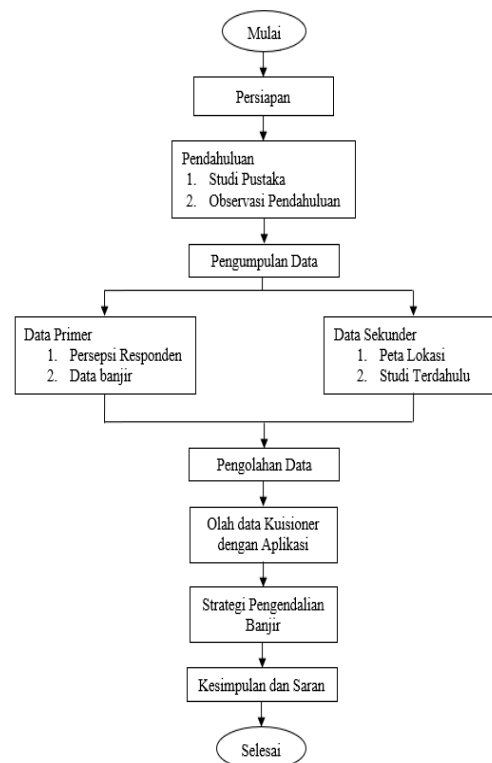 Mulai
Persiapan
Pendahuluan
1. Studi Pustaka
2. Observasi Pendahuluan
Pengumpulan Data
Data Primer
1. Persepsi Responden
2. Data banjir
Data Sekunder
1. Peta Lokasi
2. Studi Terdahulu
Pengolahan Data
Olah data Kuisioner
dengan Aplikasi
Strategi Pengendalian
Banjir
Kesimpulan dan Saran
Selesai